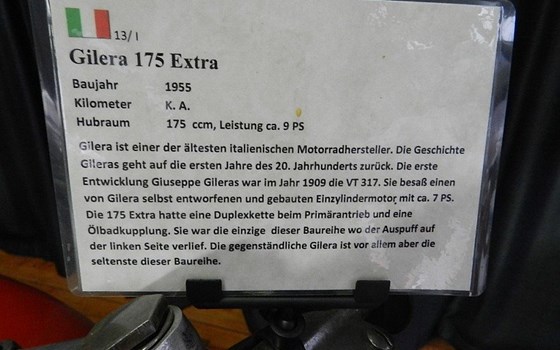 13/ I
Gilera 175 Extra
Baujahr 1955
Kilometer K. A.
Hubraum 175 ccm, Leistung ca. 9 PS
Gilera ist einer der ältesten italienischen Motorradhersteller. Die Geschichte
Gileras geht auf die ersten Jahre des 20. Jahrhunderts zurück. Die erste
Entwicklung Giuseppe Gileras war im Jahr 1909 die VT 317. Sie besaß einen
von Gilera selbst entworfenen und gebauten Einzylindermotor mit ca. 7 PS.
Die 175 Extra hatte eine Duplexkette beim Primärantrieb und eine
Ölbadkupplung. Sie war die einzige dieser Baureihe wo der Auspuff auf
der linken Seite verlief. Die gegenständliche Gilera ist vor allem aber die
seltenste dieser Baureihe.